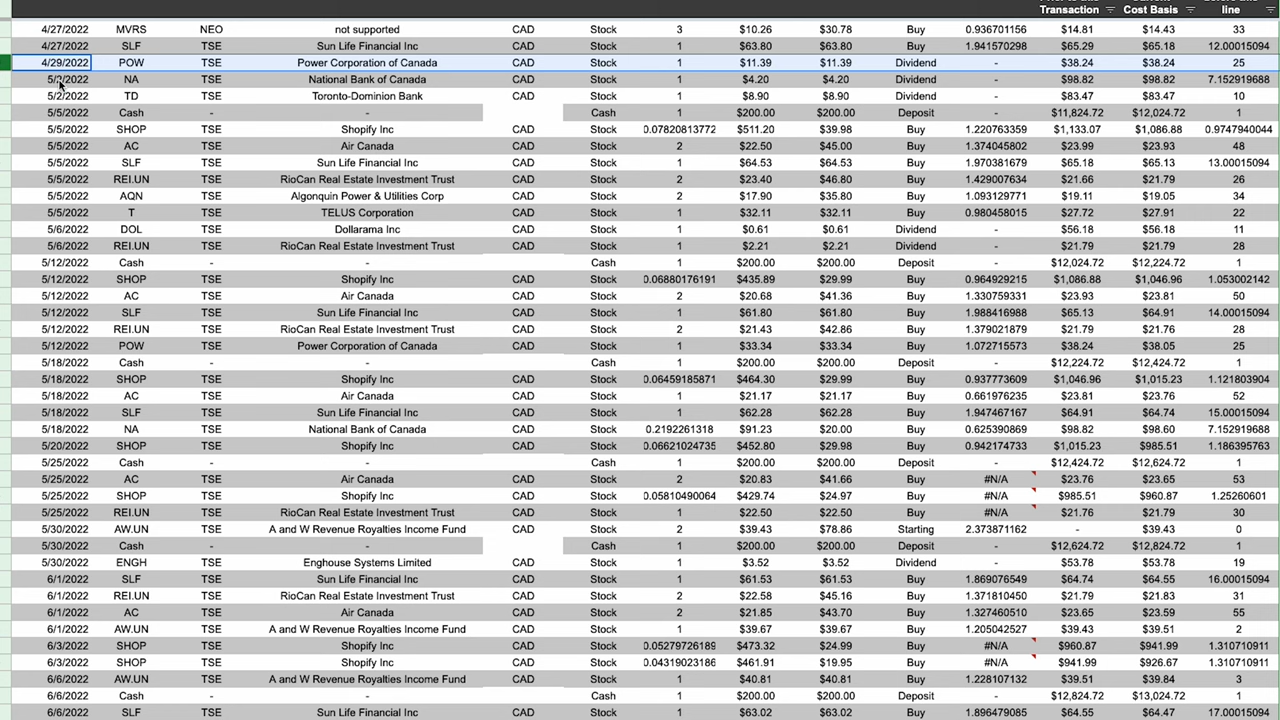 Transaction Cost Basis line
4/27/2022 MVRS NEO not supported CAD Stock 3 $10.26 $30.78 Buy 0.936701156 $14.81 $14.43 33
4/27/2022 SLF TSE Sun Life Financial Inc CAD Stock 1 $63.80 $63.80 Buy 1.941570298 $65.29 $65.18 12.00015094
4/29/2022 POW TSE Power Corporation of Canada CAD Stock 1 $11.39 $11.39 Dividend - $38.24 $38.24 25
5/2/2022 NA TSE National Bank of Canada CAD Stock 1 $4.20 $4.20 Dividend - $98.82 $98.82 7.152919688
5/2/2022 TD TSE Toronto-Dominion Bank CAD Stock 1 $8.90 $8.90 Dividend - $83.47 $83.47 10
5/5/2022 Cash - - Cash 1 $200.00 $200.00 Deposit - $11,824.72 $12,024.72 1
5/5/2022 SHOP TSE Shopify Inc CAD Stock 0.07820813772 $511.20 $39.98 Buy 1.220763359 $1,133.07 $1,086.88 0.9747940044
5/5/2022 AC TSE Air Canada CAD Stock 2 $22.50 $45.00 Buy 1.374045802 $23.99 $23.93 48
5/5/2022 SLF TSE Sun Life Financial Inc CAD Stock 1 $64.53 $64.53 Buy 1.970381679 $65.18 $65.13 13.00015094
5/5/2022 REI.UN TSE RioCan Real Estate Investment Trust CAD Stock 2 $23.40 $46.80 Buy 1.429007634 $21.66 $21.79 26
5/5/2022 AQN TSE Algonquin Power & Utilities Corp CAD Stock 2 $17.90 $35.80 Buy 1.093129771 $19.11 $19.05 34
5/5/2022 T TSE TELUS Corporation CAD Stock 1 $32.11 $32.11 Buy 0.980458015 $27.72 $27.91 22
5/6/2022 DOL TSE Dollarama Inc CAD Stock 1 $0.61 $0.61 Dividend - $56.18 $56.18 11
5/6/2022 REI.UN TSE RioCan Real Estate Investment Trust CAD Stock 1 $2.21 $2.21 Dividend - $21.79 $21.79 28
5/12/2022 Cash - - Cash 1 $200.00 $200.00 Deposit - $12,024.72 $12,224.72 1
5/12/2022 SHOP TSE Shopify Inc CAD Stock 0.06880176191 $435.89 $29.99 Buy 0.964929215 $1,086.88 $1,046.96 1.053002142
5/12/2022 AC TSE Air Canada CAD Stock 2 $20.68 $41.36 Buy 1.330759331 $23.93 $23.81 50
5/12/2022 SLF TSE Sun Life Financial Inc CAD Stock 1 $61.80 $61.80 Buy 1.988416988 $65.13 $64.91 14.00015094
5/12/2022 REI.UN TSE RioCan Real Estate Investment Trust CAD Stock 2 $21.43 $42.86 Buy 1.379021879 $21.79 $21.76 28
5/12/2022 POW TSE Power Corporation of Canada CAD Stock 1 $33.34 $33.34 Buy 1.072715573 $38.24 $38.05 25
5/18/2022 Cash - - Cash 1 $200.00 $200.00 Deposit - $12,224.72 $12,424.72 1
5/18/2022 SHOP TSE Shopify Inc CAD Stock 0.06459185871 $464.30 $29.99 Buy 0.937773609 $1,046.96 $1,015.23 1.121803904
5/18/2022 AC TSE Air Canada CAD Stock 1 $21.17 $21.17 Buy 0.661976235 $23.81 $23.76 52
5/18/2022 SLF TSE Sun Life Financial Inc CAD Stock 1 $62.28 $62.28 Buy 1.947467167 $64.91 $64.74 15.00015094
5/18/2022 NA TSE National Bank of Canada CAD Stock 0.2192261318 $91.23 $20.00 Buy 0.625390869 $98.82 $98.60 7.152919688
5/20/2022 SHOP TSE Shopify Inc CAD Stock 0.06621024735 $452.80 $29.98 Buy 0.942174733 $1,015.23 $985.51 1.186395763
5/25/2022 Cash - - Cash 1 $200.00 $200.00 Deposit - $12,424.72 $12,624.72 1
5/25/2022 AC TSE Air Canada CAD Stock 2 $20.83 $41.66 Buy #N/A $23.76 $23.65 53
5/25/2022 SHOP TSE Shopify Inc CAD Stock 0.05810490064 $429.74 $24.97 Buy #N/A $985.51 $960.87 1.25260601
5/25/2022 REI.UN TSE RioCan Real Estate Investment Trust CAD Stock 1 $22.50 $22.50 Buy #N/A $21.76 $21.79 30
5/30/2022 AW.UN TSE A and W Revenue Royalties Income Fund CAD Stock 2 $39.43 $78.86 Starting 2.373871162 - $39.43 0
5/30/2022 Cash - - Cash 1 $200.00 $200.00 Deposit - $12,624.72 $12,824.72 1
5/30/2022 ENGH TSE Enghouse Systems Limited CAD Stock 1 $3.52 $3.52 Dividend - $53.78 $53.78 19
6/1/2022 SLF TSE Sun Life Financial Inc CAD Stock 1 $61.53 $61.53 Buy 1.869076549 $64.74 $64.55 16.00015094
6/1/2022 REI.UN TSE RioCan Real Estate Investment Trust CAD Stock 2 $22.58 $45.16 Buy 1.371810450 $21.79 $21.83 31
6/1/2022 AC TSE Air Canada CAD Stock 2 $21.85 $43.70 Buy 1.327460510 $23.65 $23.59 55
6/1/2022 AW.UN TSE A and W Revenue Royalties Income Fund CAD Stock 1 $39.67 $39.67 Buy 1.205042527 $39.43 $39.51 2
6/3/2022 SHOP TSE Shopify Inc CAD Stock 0.05279726189 $473.32 $24.99 Buy #N/A $960.87 $941.99 1.310710911
6/3/2022 SHOP TSE Shopify Inc CAD Stock 0.04319023186 $461.91 $19.95 Buy #N/A $941.99 $926.67 1.310710911
6/6/2022 AW.UN TSE A and W Revenue Royalties Income Fund CAD Stock 1 $40.81 $40.81 Buy 1.228107132 $39.51 $39.84 3
6/6/2022 Cash - - Cash 1 $200.00 $200.00 Deposit - $12,824.72 $13,024.72 1
6/6/2022 SLF TSE Sun Life Financial Inc CAD Stock 1 $63.02 $63.02 Buy 1.896479085 $64.55 $64.47 17.00015094